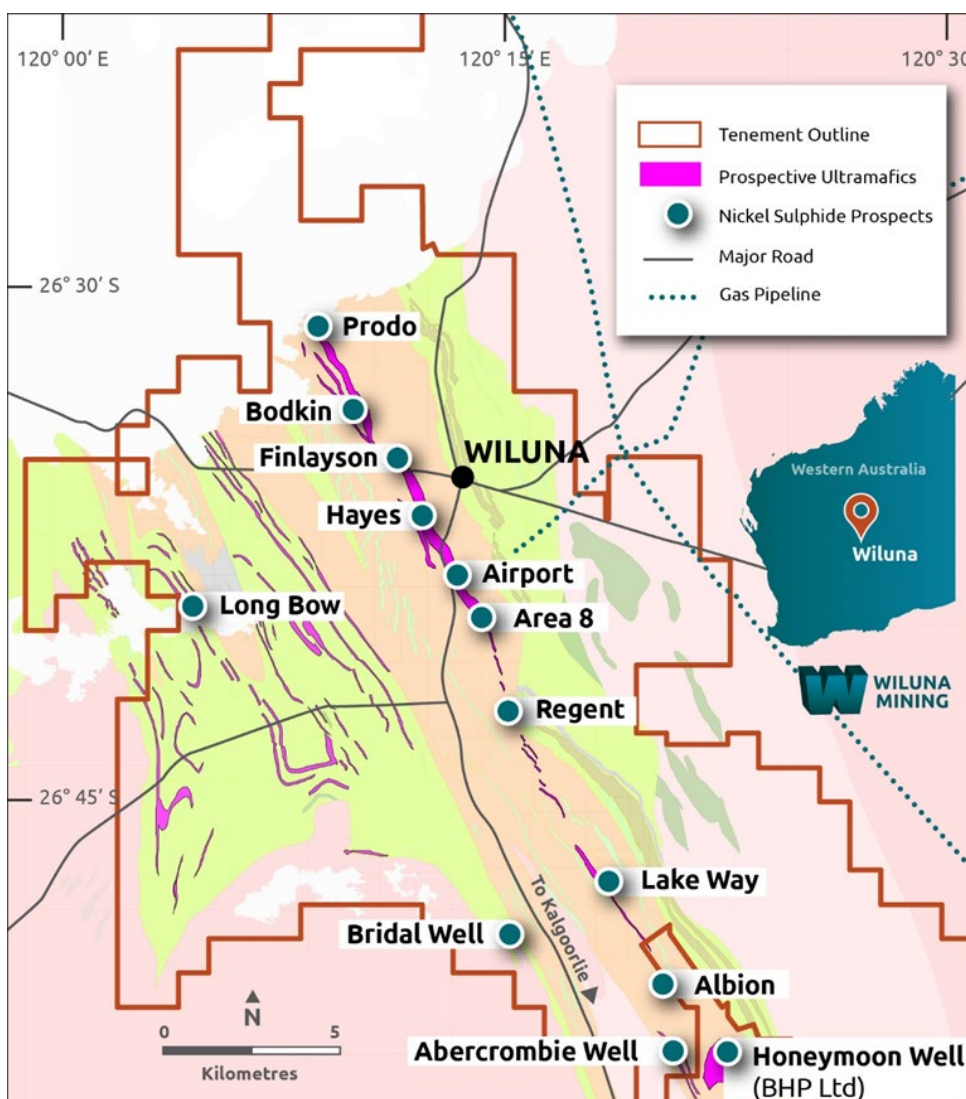 120° 00′ E
120° 15′ E
120° 30′
Tenement Outline
Prospective Ultramafics
Nickel Sulphide Prospects
Major Road
Gas Pipeline
26° 30′ S
Prodo
Bodkin
Finlayson
WILUNA
Hayes
Airport
Long Bow
Area 8
Regent
Western Australia
Wiluna
WILUNA
MINING
26° 45′ S
Lake Way
Bridal Well
To Kalgoorlie
Albion
Abercrombie Well
Honeymoon Well
(BHP Ltd)
N
0 5
Kilometres